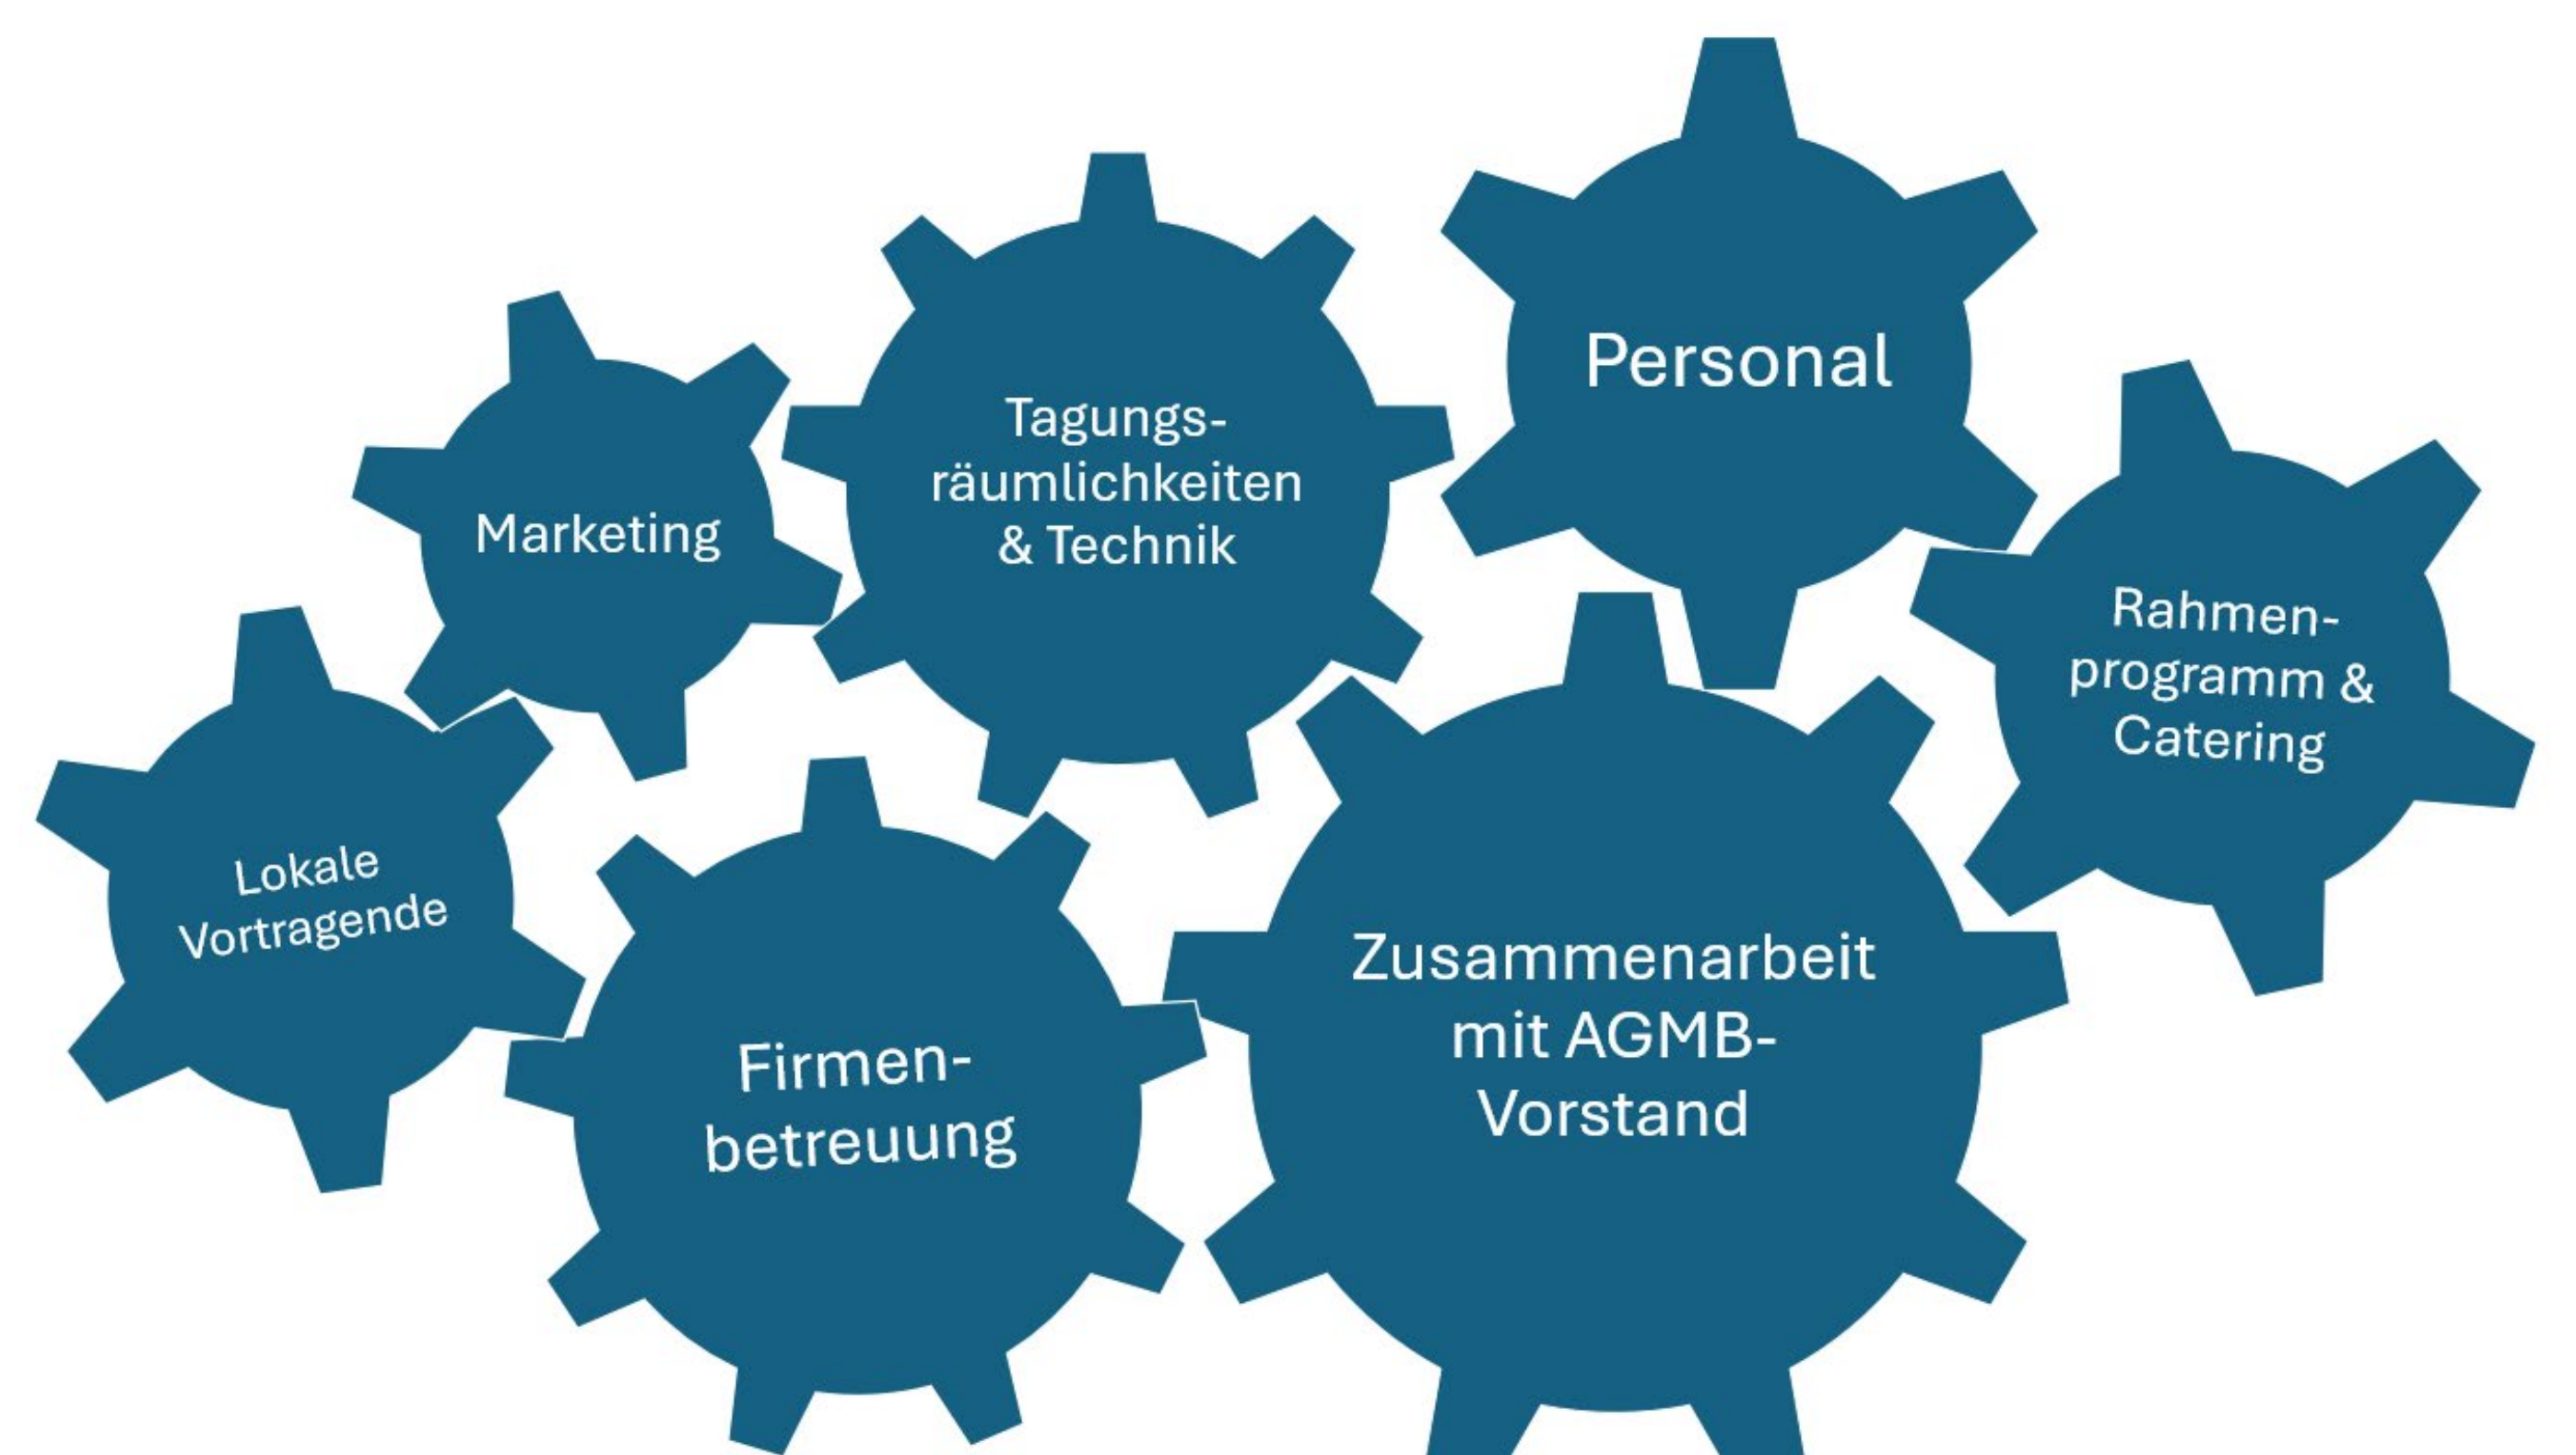 Personal
Tagungs-
räumlichkeiten
& Technik
Marketing
Rahmen-
programm &
Catering
Lokale
Vortragende
Firmen-
betreuung
Zusammenarbeit
mit AGMB-
Vorstand